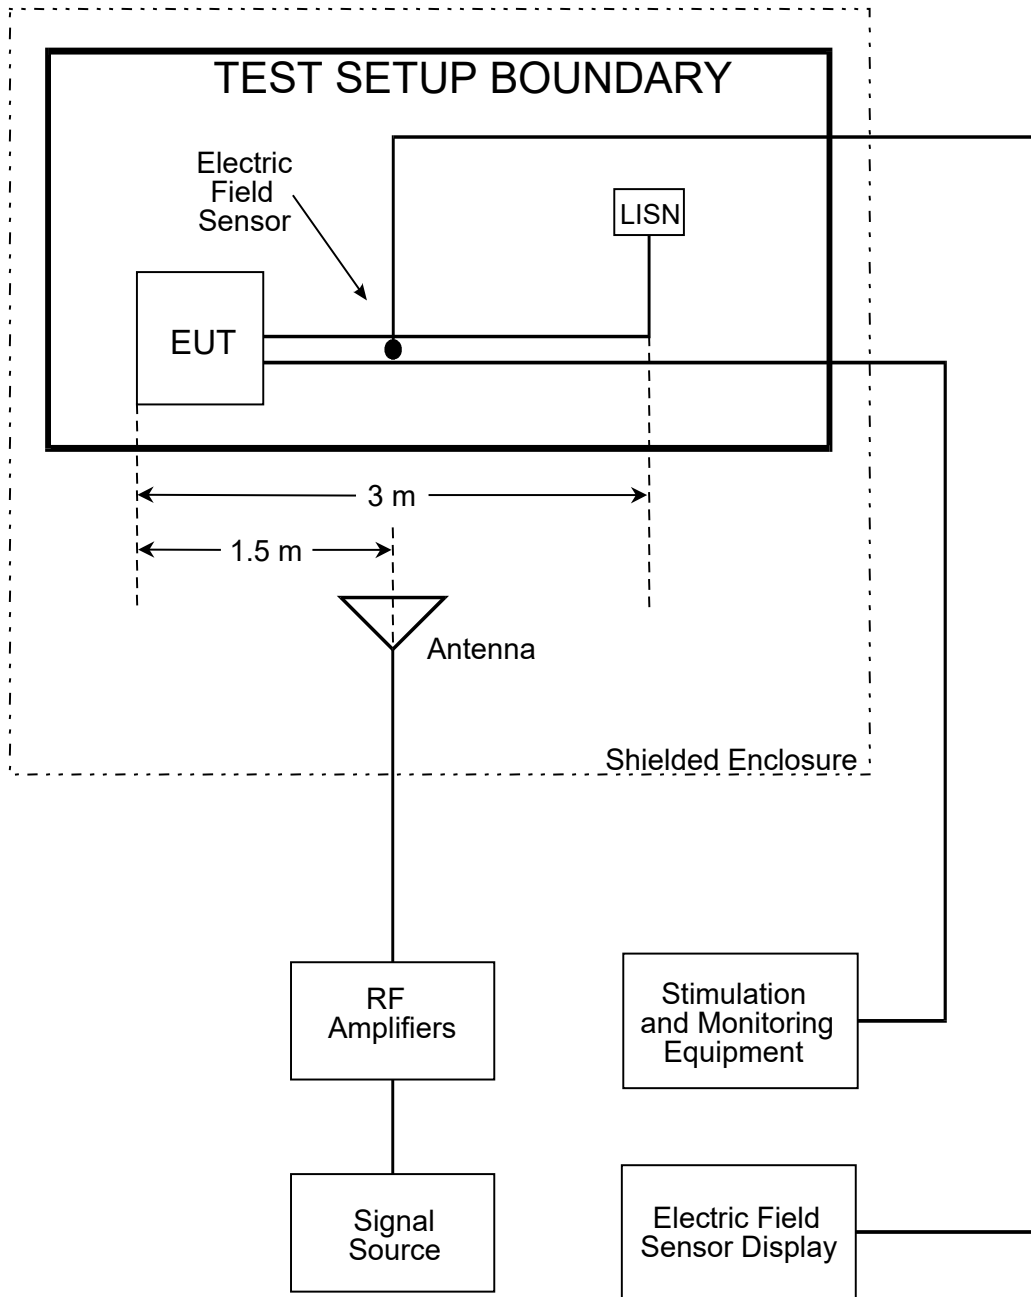 TEST SETUP BOUNDARY
Electric
Field
Sensor
LISN
EUT
3 m
1.5 m
Antenna
Shielded Enclosure
RF
Amplifiers
Stimulation
and Monitoring
Equipment
Signal
Source
Electric Field
Sensor Display